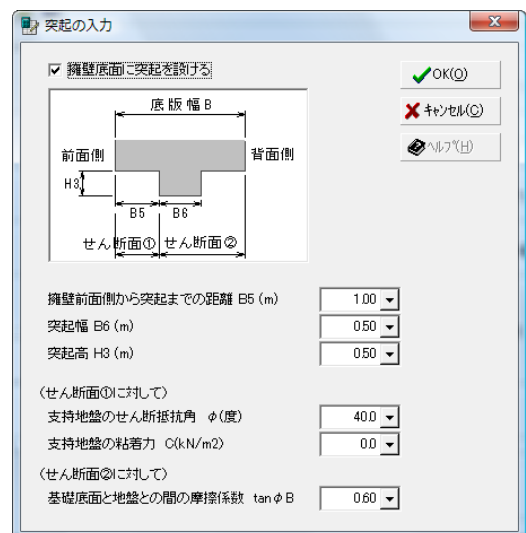 突起の入力
擁壁底面に突起を設ける
OK(O)
キャンセル(C)
ヘルプ(H)
底版幅B
前面側
背面側
H3
B5
B6
せん断面①
せん断面②
擁壁前面側から突起までの距離 B5 (m)
1.00
突起幅 B6 (m)
0.50
突起高 H3 (m)
0.50
(せん断面①に対して)
支持地盤のせん断抵抗角 φ(度)
40.0
支持地盤の粘着力 C(kN/m2)
0.0
(せん断面②に対して)
基礎底面と地盤との間の摩擦係数 tanφB
0.60